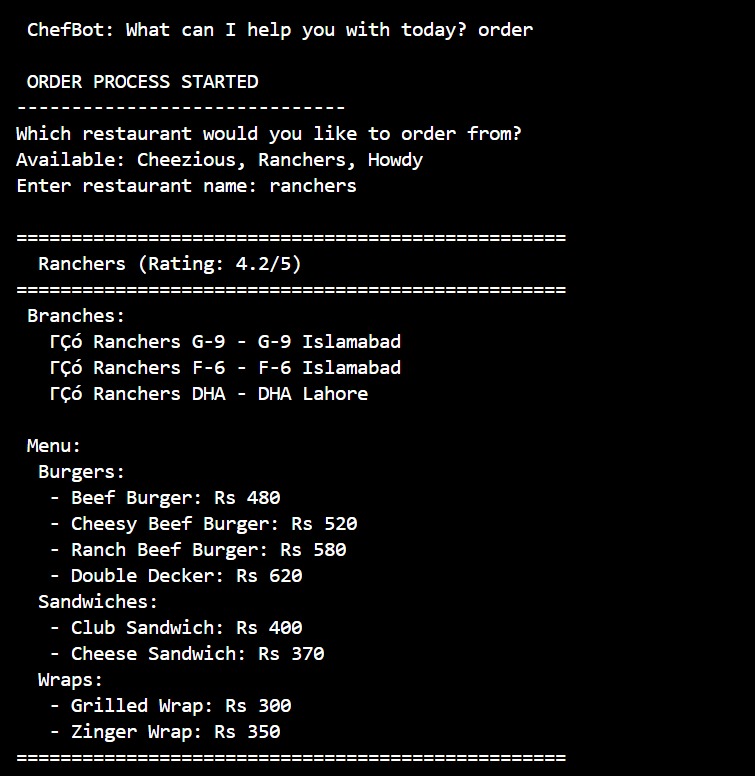 ChefBot: What can I help you with today? order
ORDER PROCESS STARTED
------------------------------
Which restaurant would you like to order from?
Available: Cheezious, Ranchers, Howdy
Enter restaurant name: ranchers
==================================================
Ranchers (Rating: 4.2/5)
==================================================
Branches:
ΓÇó Ranchers G-9 - G-9 Islamabad
ΓÇó Ranchers F-6 - F-6 Islamabad
ΓÇó Ranchers DHA - DHA Lahore
Menu:
Burgers:
- Beef Burger: Rs 480
- Cheesy Beef Burger: Rs 520
- Ranch Beef Burger: Rs 580
- Double Decker: Rs 620
Sandwiches:
- Club Sandwich: Rs 400
- Cheese Sandwich: Rs 370
Wraps:
- Grilled Wrap: Rs 300
- Zinger Wrap: Rs 350
==================================================